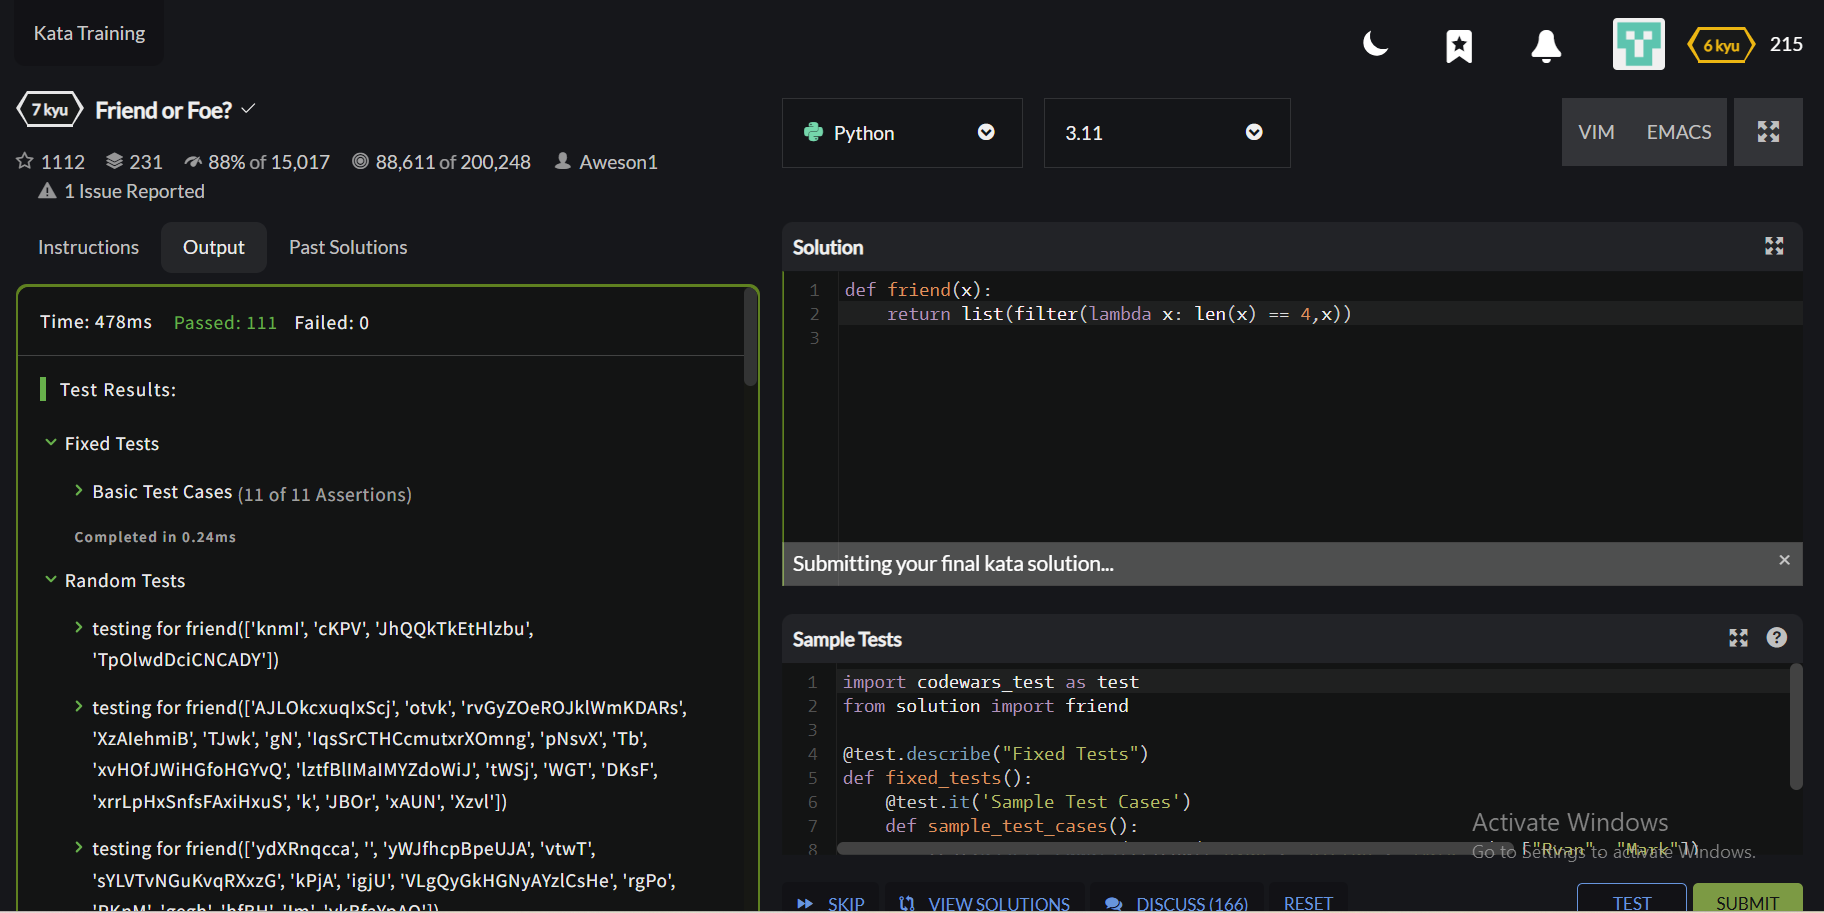 Kata Training
6 kyu 215
7 kyu Friend or Foe?
1112 231 88% of 15,017 88,611 of 200,248 Aweson1
1 Issue Reported
Python 3.11 VIM EMACS
Instructions Output Past Solutions
Time: 478ms Passed: 111 Failed: 0
Test Results:
Fixed Tests
Basic Test Cases (11 of 11 Assertions)
Completed in 0.24ms
Random Tests
testing for friend(['knmI', 'cKPV', 'JhQQkTkEtHlzbu',
'TpOlwdDciCNCADY'])
testing for friend(['AJLOkcxuqIxScj', 'otvk', 'rvGyZOeROJklWmKDARs',
'XzAIehmiB', 'TJwk', 'gN', 'IqsSrCTHCcmutxrXOmng', 'pNsvX', 'Tb',
'xvHOfJWiHGfoHGYvQ', 'lztfBlIMaIMYZdoWiJ', 'tWSj', 'WGT', 'DKsF',
'xrrLpHxSnfsFAxiHxuS', 'k', 'JBOr', 'xAUN', 'Xzvl'])
testing for friend(['ydXRnqcca', '', 'yWJfhcpBpeUJA', 'vtwT',
'sYLVTvNGuKvqRXxzG', 'kPjA', 'igjU', 'VLgQyGkHGNyAYzlCsHe', 'rgPo',
Solution
1 def friend(x):
2 return list(filter(lambda x: len(x) == 4,x))
3
Submitting your final kata solution...
Sample Tests
1 import codewars_test as test
2 from solution import friend
3
4 @test.describe("Fixed Tests")
5 def fixed_tests():
6 @test.it('Sample Test Cases')
7 def sample_test_cases():
8 ["Ryan", "Mark"])
Activate Windows
Go to Settings to activate Windows.
SKIP VIEW SOLUTIONS DISCUSS (166) RESET TEST SUBMIT